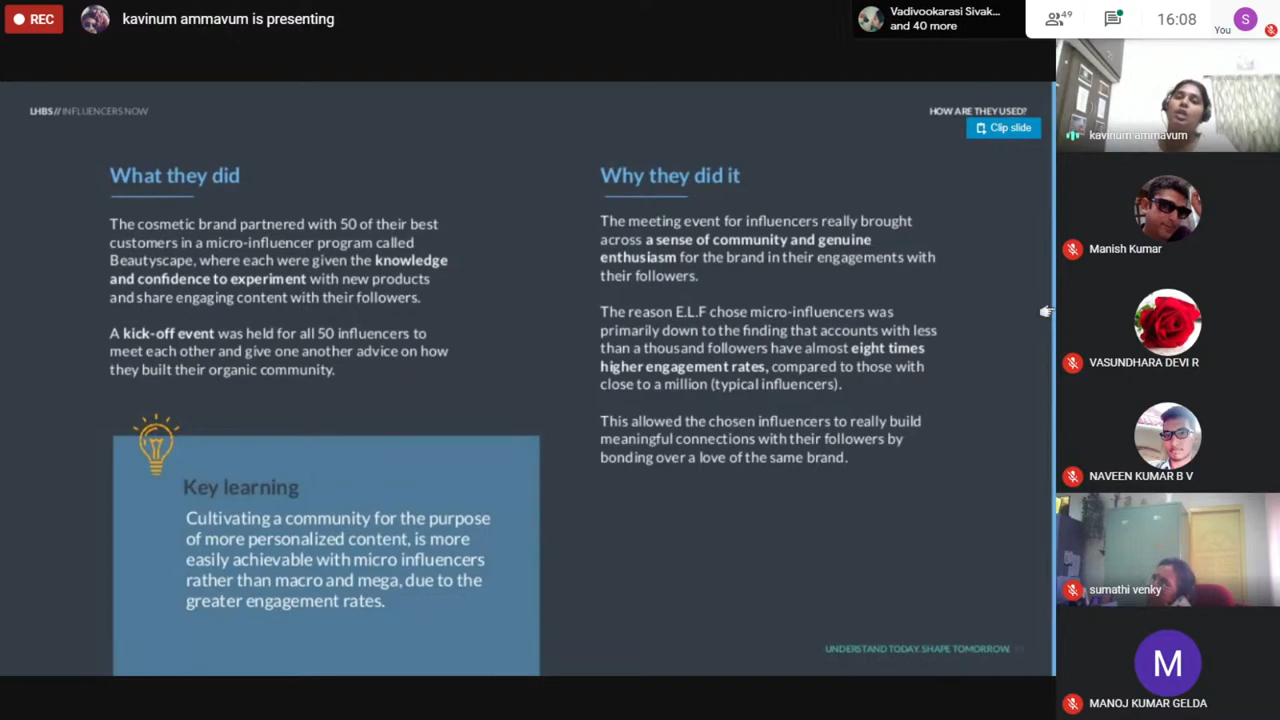 REC
kavinum ammavum is presenting
Vadivookarasi Sivak...
and 40 more
49
16:08
You
S
LHBS// INFLUENCERS NOW
HOW ARE THEY USED?
Clip slide
What they did
The cosmetic brand partnered with 50 of their best
customers in a micro-influencer program called
Beautyscape, where each were given the knowledge
and confidence to experiment with new products
and share engaging content with their followers.
A kick-off event was held for all 50 influencers to
meet each other and give one another advice on how
they built their organic community.
Key learning
Cultivating a community for the purpose
of more personalized content, is more
easily achievable with micro influencers
rather than macro and mega, due to the
greater engagement rates.
Why they did it
The meeting event for influencers really brought
across a sense of community and genuine
enthusiasm for the brand in their engagements with
their followers.
The reason E.L.F chose micro-influencers was
primarily down to the finding that accounts with less
than a thousand followers have almost eight times
higher engagement rates, compared to those with
close to a million (typical influencers).
This allowed the chosen influencers to really build
meaningful connections with their followers by
bonding over a love of the same brand.
UNDERSTAND TODAY. SHAPE TOMORROW.
kavinum ammavum
Manish Kumar
VASUNDHARA DEVI R
NAVEEN KUMAR B V
sumathi venky
M
MANOJ KUMAR GELDA